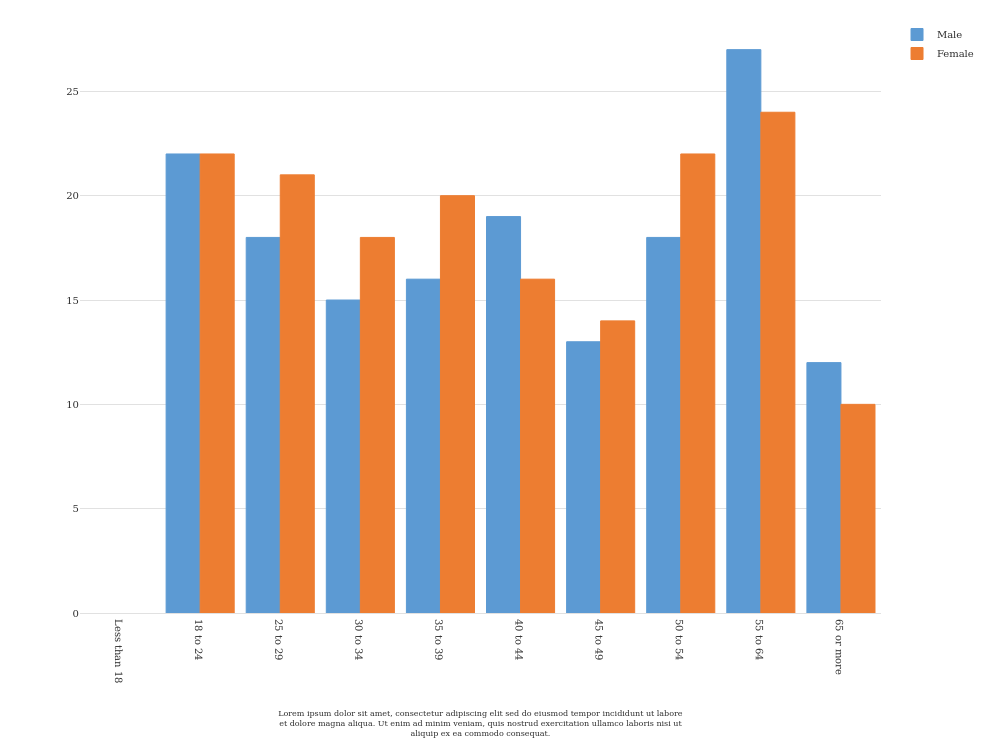 Male
Female
25
20
15
10
5
0
Less than 18
18 to 24
25 to 29
30 to 34
35 to 39
40 to 44
45 to 49
50 to 54
55 to 64
65 or more
Lorem ipsum dolor sit amet, consectetur adipiscing elit sed do eiusmod tempor incididunt ut labore
et dolore magna aliqua. Ut enim ad minim veniam, quis nostrud exercitation ullamco laboris nisi ut
aliquip ex ea commodo consequat.